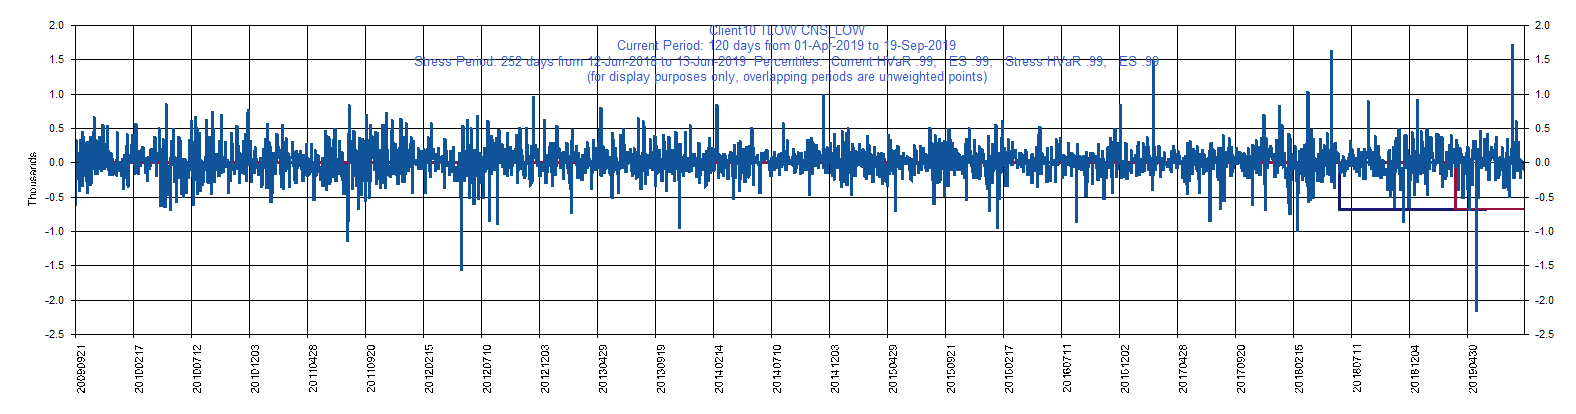 Client10 TLOW CNS_LOW
Current Period: 120 days from 01-Apr-2019 to 19-Sep-2019
Stress Period: 252 days from 12-Jun-2018 to 13-Jun-2019 Percentiles: Current HVaR .99, ES .99, Stress HVaR .99, ES .99
(for display purposes only, overlapping periods are unweighted points)
2.0 2.0
1.5 1.5
1.0 1.0
0.5 0.5
0.0 0.0
-0.5 -0.5
-1.0 -1.0
-1.5 -1.5
-2.0 -2.0
-2.5 -2.5
Thousands
20090921 20100217 20100712 20101203 20110428 20110920 20120215 20120710 20121203 20130429 20130919 20140214 20140710 20141203 20150429 20150921 20160217 20160711 20161202 20170428 20170920 20180215 20180711 20181204 20190430